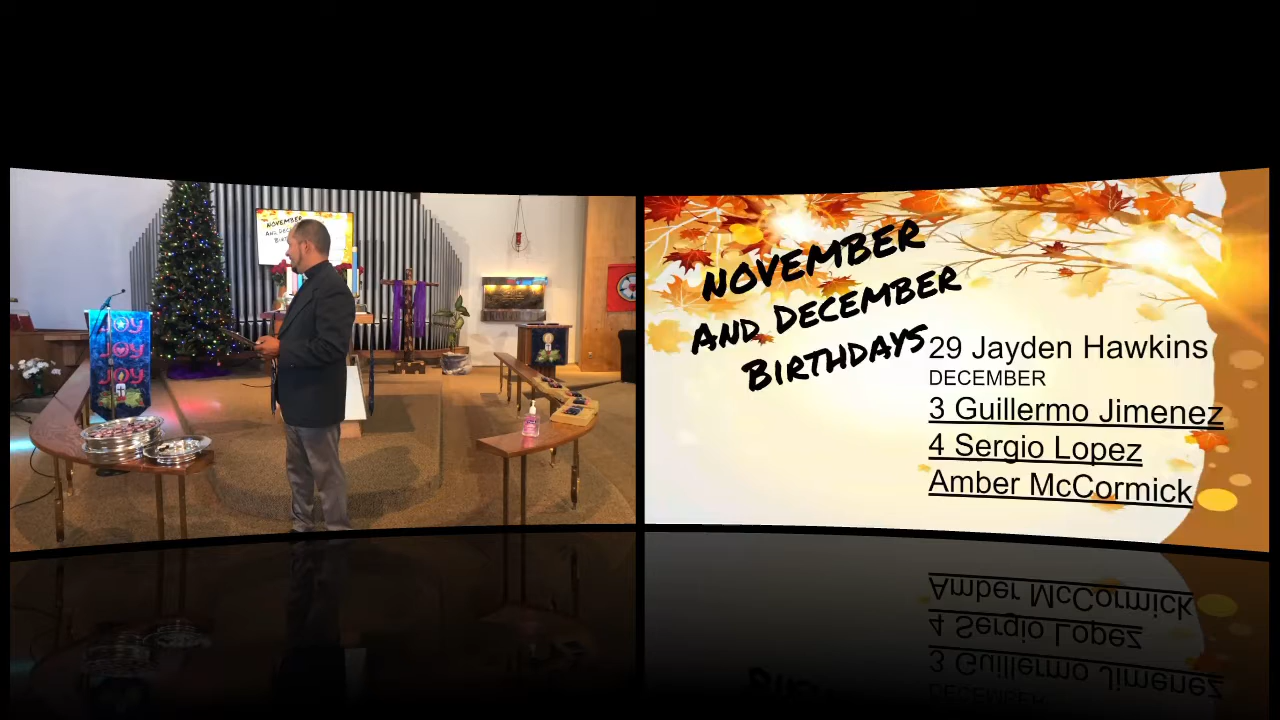 JOY
JOY
JOY
NOVEMBER
AND DECEMBER
BIRTHDAYS
29 Jayden Hawkins
DECEMBER
3 Guillermo Jimenez
4 Sergio Lopez
Amber McCormick